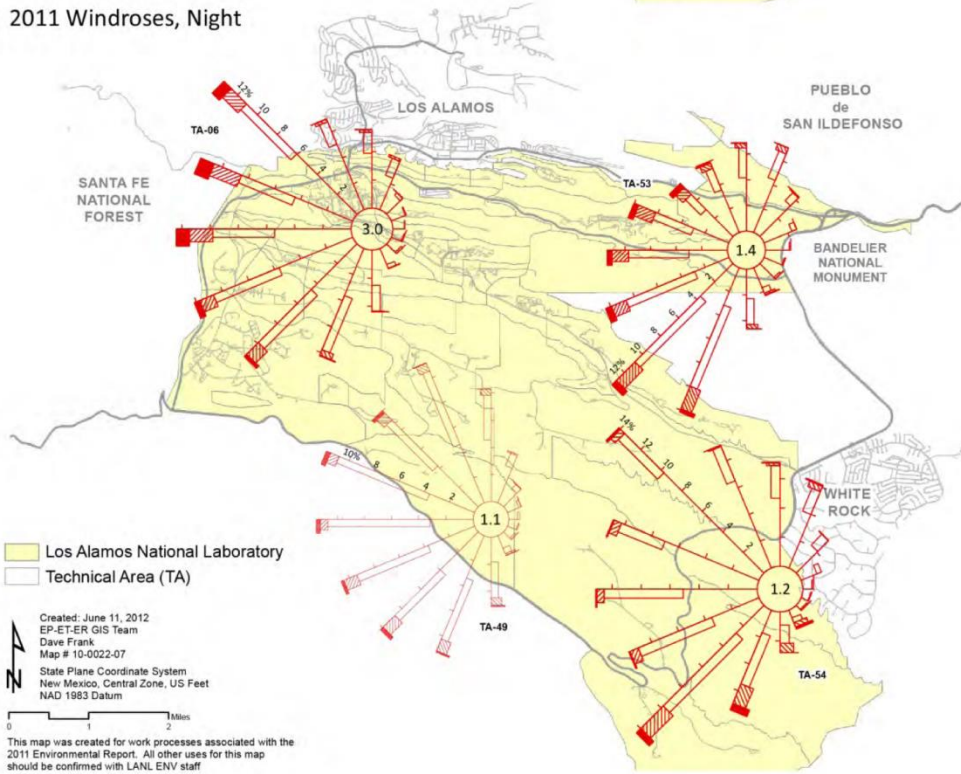 2011 Windroses, Night
LOS ALAMOS
PUEBLO
de
SAN ILDEFONSO
TA-06
12%
10
8
6
4
2
3.0
SANTA FE
NATIONAL
FOREST
TA-53
1.4
2
4
6
8
10
12%
BANDELIER
NATIONAL
MONUMENT
10%
8
6
4
2
1.1
TA-49
14%
12
10
8
6
4
2
1.2
WHITE
ROCK
TA-54
Los Alamos National Laboratory
Technical Area (TA)
N
Created: June 11, 2012
EP-ET-ER GIS Team
Dave Frank
Map # 10-0022-07
State Plane Coordinate System
New Mexico, Central Zone, US Feet
NAD 1983 Datum
Miles
0 1 2
This map was created for work processes associated with the
2011 Environmental Report. All other uses for this map
should be confirmed with LANL ENV staff